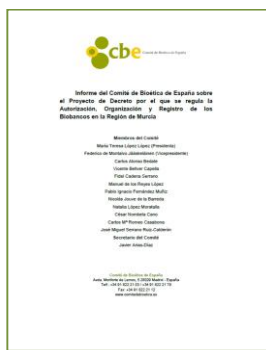 cbe Comité de Bioética de España
Informe del Comité de Bioética de España sobre
el Proyecto de Decreto por el que se regula la
Autorización, Organización y Registro de los
Biobancos en la Región de Murcia
Miembros del Comité
María Teresa López López (Presidenta)
Federico de Montalvo Jääskeläinen (Vicepresidente)
Carlos Alonso Bedate
Vicente Bellver Capella
Fidel Cadena Serrano
Manuel de los Reyes López
Pablo Ignacio Fernández Muñiz
Nicolás Jouve de la Barreda
Natalia López Moratalla
César Nombela Cano
Carlos Mª Romeo Casabona
José Miguel Serrano Ruiz-Calderón
Secretario del Comité
Javier Arias-Díaz
Comité de Bioética de España
www.comitedebioetica.es